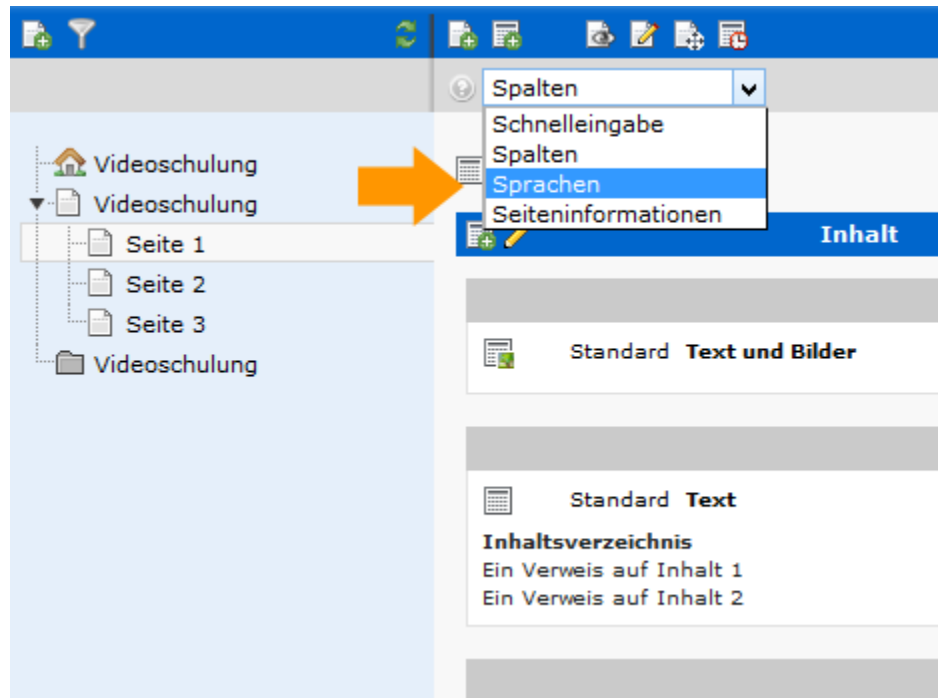 Spalten
Schnelleingabe
Spalten
Sprachen
Seiteninformationen
Videoschulung
Videoschulung
Seite 1
Seite 2
Seite 3
Videoschulung
Inhalt
Standard Text und Bilder
Standard Text
Inhaltsverzeichnis
Ein Verweis auf Inhalt 1
Ein Verweis auf Inhalt 2